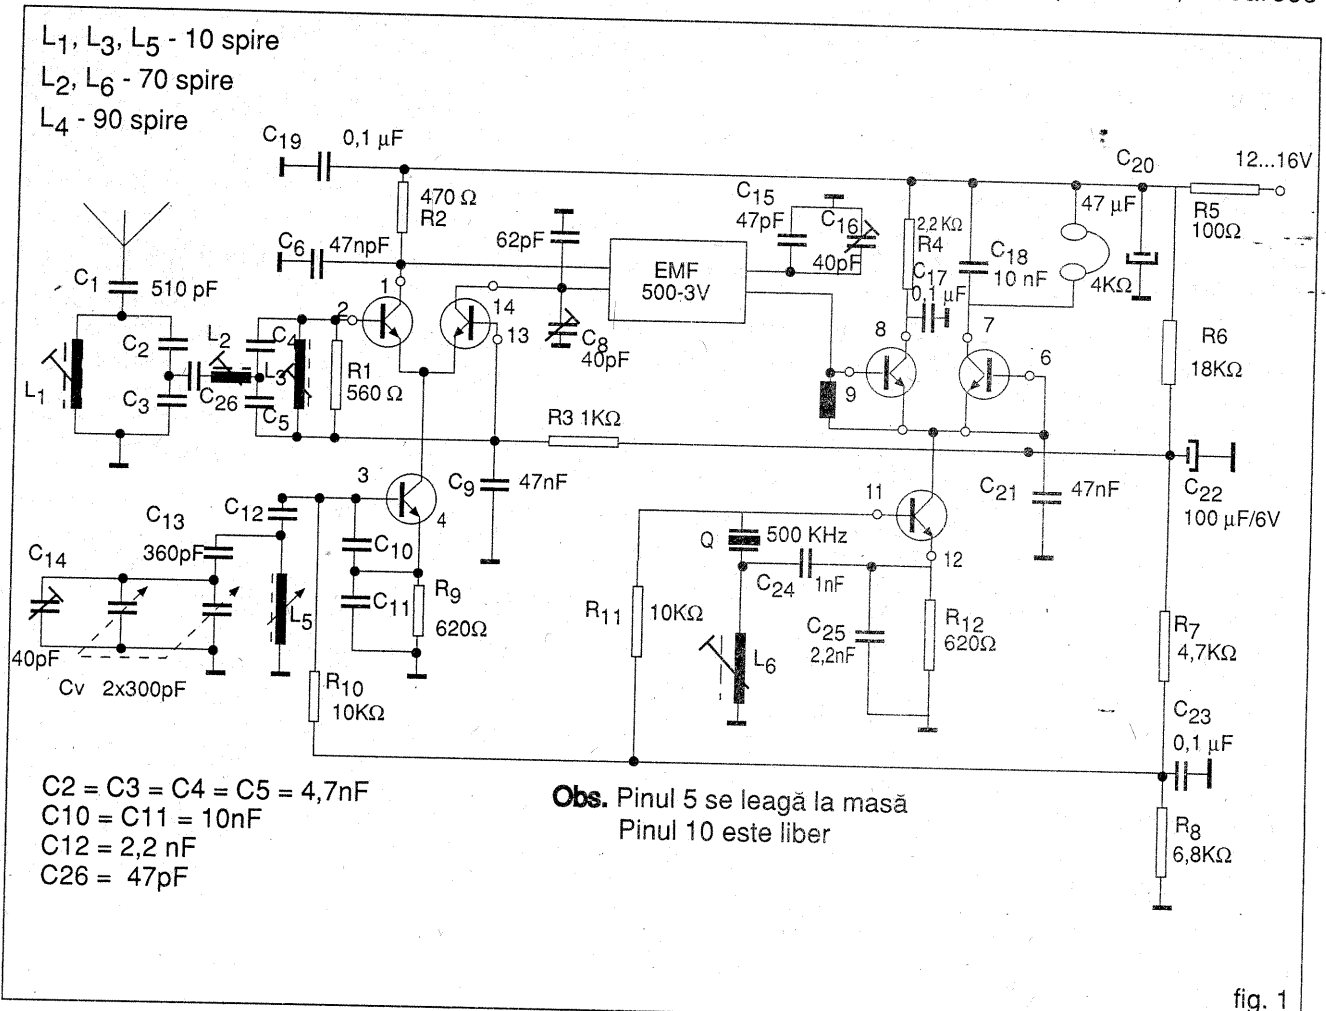 L1, L3, L5 - 10 spire
L2, L6 - 70 spire
L4 - 90 spire
C19
0,1 µF
C20
12...16V
470 Ω
R2
C15
47pF
C16
40pF
2,2 KΩ
R4
47 µF
R5
100Ω
C6
47npF
62pF
EMF
500-3V
C17
0,1 µF
C18
10 nF
4KΩ
C1
510 pF
1
2
14
13
C8
40pF
8
7
6
9
R6
18KΩ
C2
L2
C4
L1
C3
C26
L3
C5
R1
560 Ω
R3 1KΩ
3
4
C9
47nF
11
12
C21
47nF
C22
100 µF/6V
C12
C13
360pF
C14
40pF
C10
C11
R9
620Ω
L5
Q
500 KHz
C24
1nF
R11
10KΩ
C25
2,2nF
R12
620Ω
L6
R7
4,7KΩ
Cv 2x300pF
R10
10KΩ
C23
0,1 µF
C2 = C3 = C4 = C5 = 4,7nF
C10 = C11 = 10nF
C12 = 2,2 nF
C26 = 47pF
Obs. Pinul 5 se leagă la masă
Pinul 10 este liber
R8
6,8KΩ
fig. 1